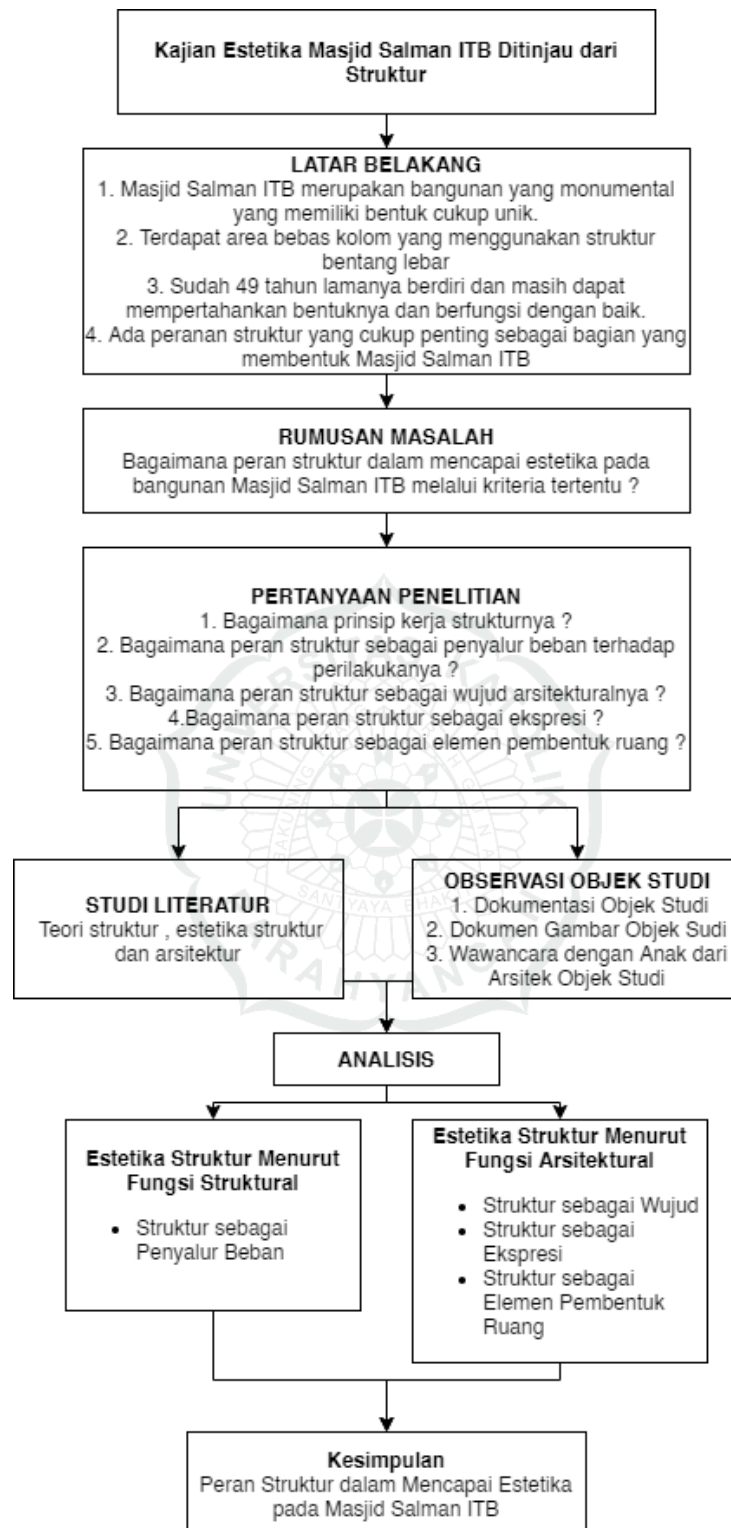 Kajian Estetika Masjid Salman ITB Ditinjau dari
Struktur
LATAR BELAKANG
1. Masjid Salman ITB merupakan bangunan yang monumental
yang memiliki bentuk cukup unik.
2. Terdapat area bebas kolom yang menggunakan struktur
bentang lebar
3. Sudah 49 tahun lamanya berdiri dan masih dapat
mempertahankan bentuknya dan berfungsi dengan baik.
4. Ada peranan struktur yang cukup penting sebagai bagian yang
membentuk Masjid Salman ITB
RUMUSAN MASALAH
Bagaimana peran struktur dalam mencapai estetika pada
bangunan Masjid Salman ITB melalui kriteria tertentu ?
PERTANYAAN PENELITIAN
1. Bagaimana prinsip kerja strukturnya ?
2. Bagaimana peran struktur sebagai penyalur beban terhadap
perilakukanya ?
3. Bagaimana peran struktur sebagai wujud arsitekturalnya ?
4.Bagaimana peran struktur sebagai ekspresi ?
5. Bagaimana peran struktur sebagai elemen pembentuk ruang ?
STUDI LITERATUR
Teori struktur , estetika struktur
dan arsitektur
OBSERVASI OBJEK STUDI
1. Dokumentasi Objek Studi
2. Dokumen Gambar Objek Sudi
3. Wawancara dengan Anak dari
Arsitek Objek Studi
ANALISIS
Estetika Struktur Menurut
Fungsi Struktural
• Struktur sebagai
Penyalur Beban
Estetika Struktur Menurut
Fungsi Arsitektural
• Struktur sebagai Wujud
• Struktur sebagai
Ekspresi
• Struktur sebagai
Elemen Pembentuk
Ruang
Kesimpulan
Peran Struktur dalam Mencapai Estetika
pada Masjid Salman ITB
UNIVERSITAS KATOLIK
PARAHYANGAN